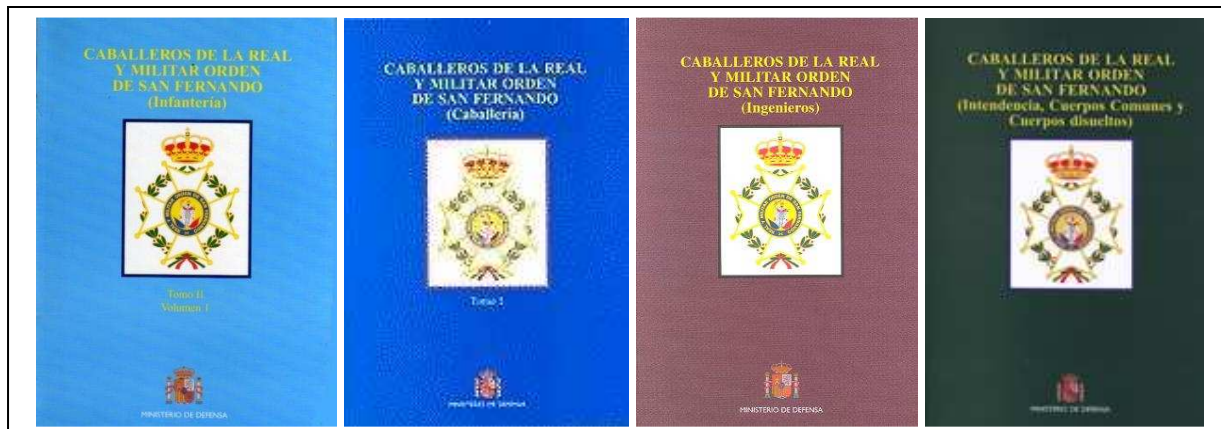 CABALLEROS DE LA REAL
Y MILITAR ORDEN
DE SAN FERNANDO
(Infantería)
Tomo II
Volumen 1
MINISTERIO DE DEFENSA
CABALLEROS DE LA REAL
Y MILITAR ORDEN
DE SAN FERNANDO
(Caballería)
Tomo I
MINISTERIO DE DEFENSA
CABALLEROS DE LA REAL
Y MILITAR ORDEN
DE SAN FERNANDO
(Ingenieros)
MINISTERIO DE DEFENSA
CABALLEROS DE LA REAL
Y MILITAR ORDEN
DE SAN FERNANDO
(Intendencia, Cuerpos Comunes y
Cuerpos disueltos)
MINISTERIO DE DEFENSA